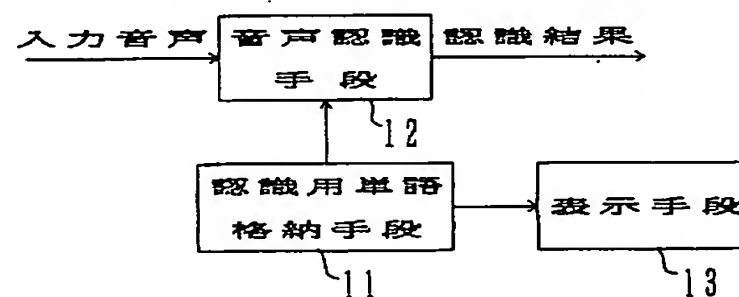 入力音声
音声認識
手段
認識結果
12
認識用単語
格納手段
11
表示手段
13